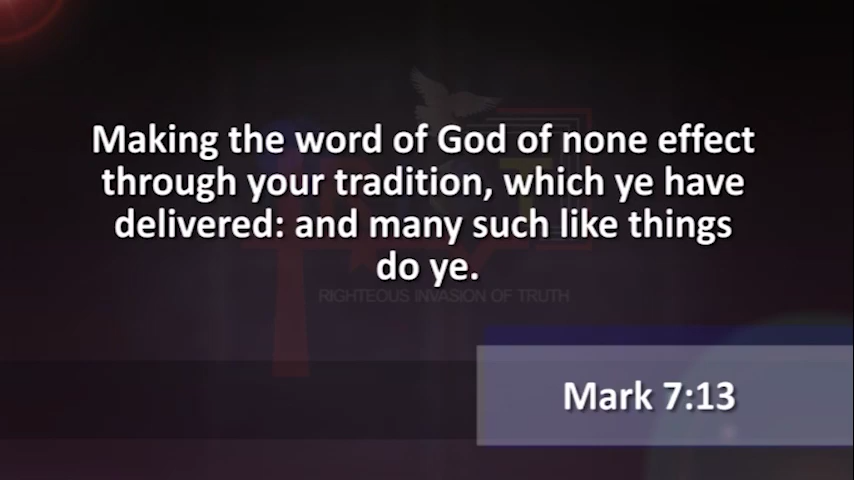 Making the word of God of none effect
through your tradition, which ye have
delivered: and many such like things
do ye.
RIGHTEOUS INVASION OF TRUTH
Mark 7:13